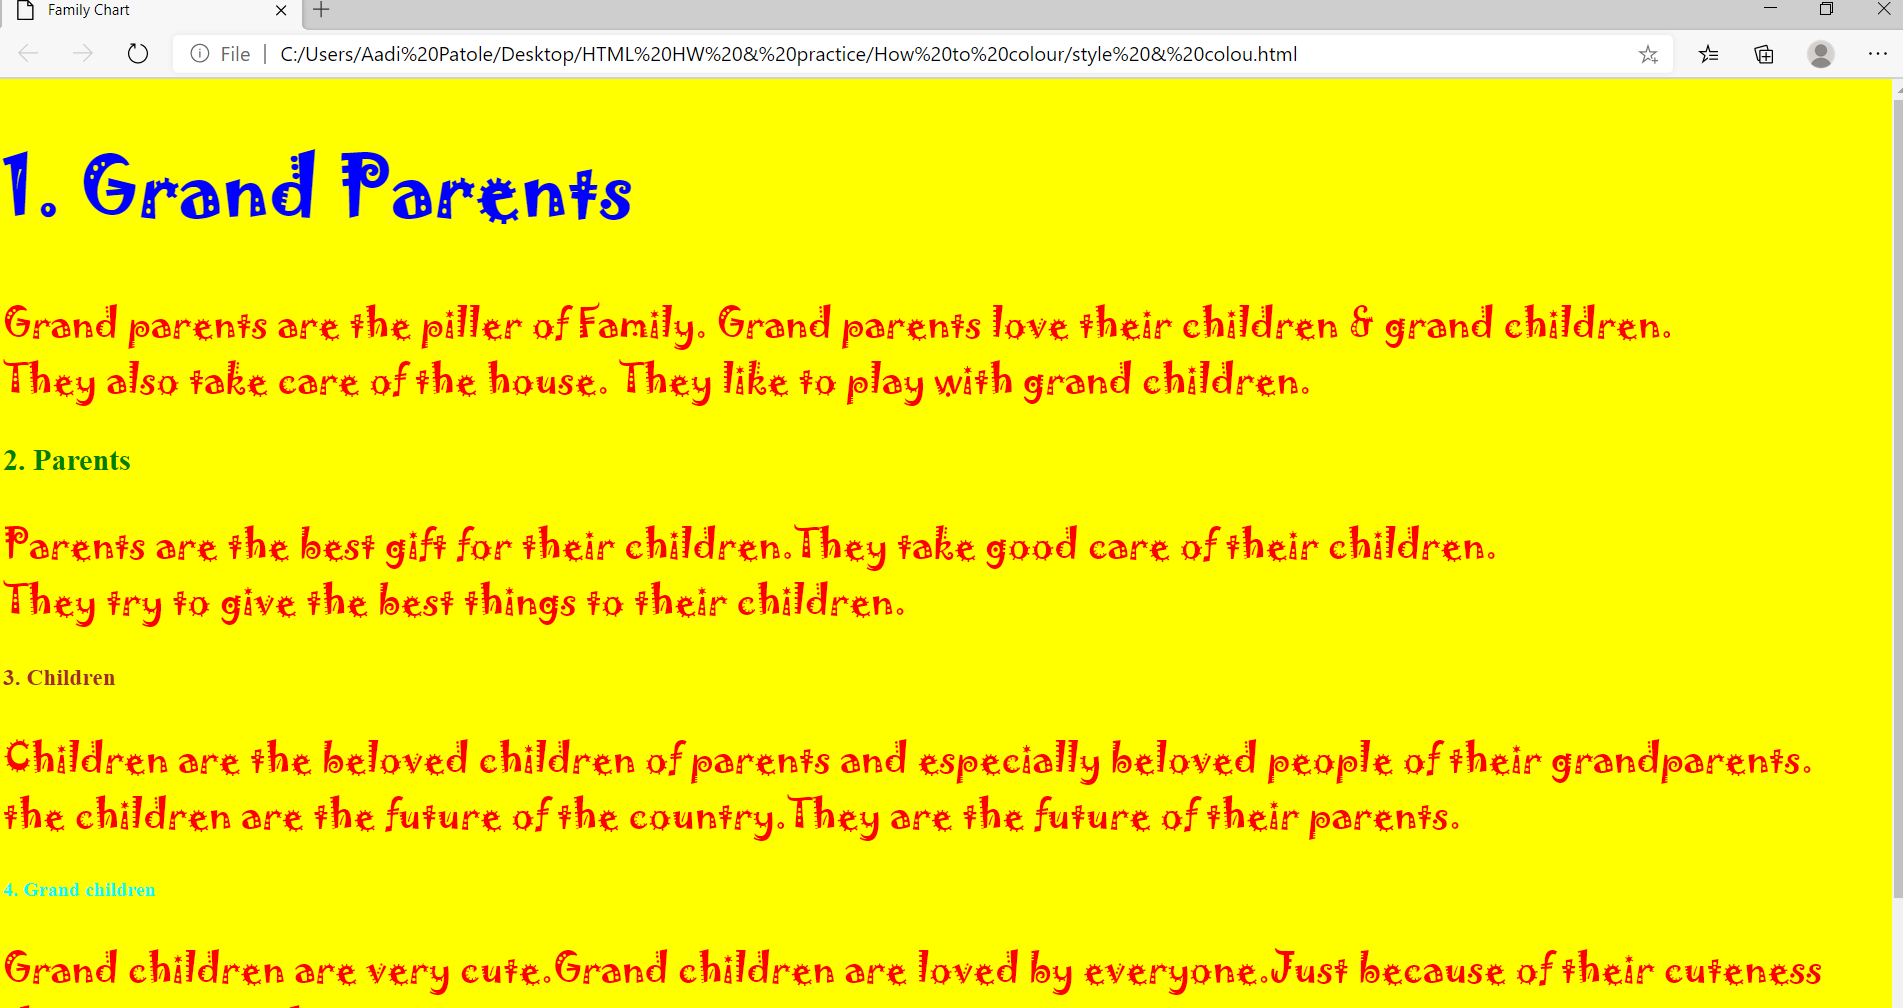 Family Chart
File | C:/Users/Aadi%20Patole/Desktop/HTML%20HW%20&%20practice/How%20to%20colour/style%20&%20colou.html
1. Grand Parents
Grand parents are the piller of Family. Grand parents love their children & grand children.
They also take care of the house. They like to play with grand children.
2. Parents
Parents are the best gift for their children.They take good care of their children.
They try to give the best things to their children.
3. Children
Children are the beloved children of parents and especially beloved people of their grandparents.
the children are the future of the country.They are the future of their parents.
4. Grand children
Grand children are very cute.Grand children are loved by everyone.Just because of their cuteness